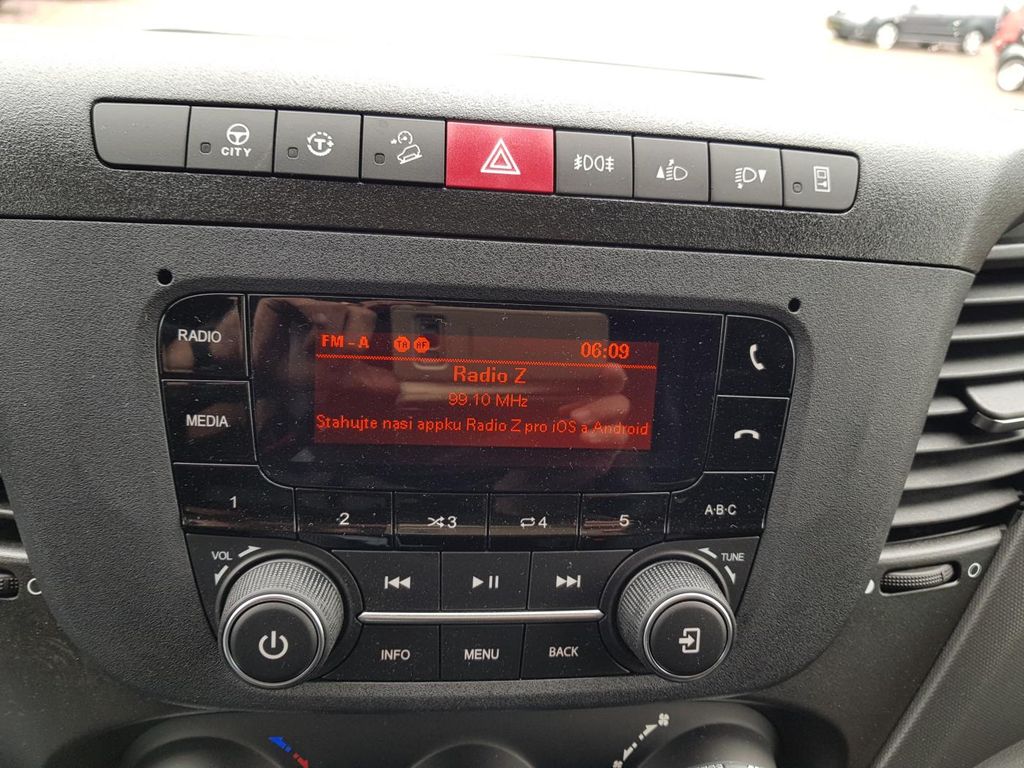 CITY
T
RADIO
FM-A TA AF 06:09
Radio Z
99.10 MHz
Stahujte nasi appku Radio Z pro iOS a Android
MEDIA
1
2
3
4
5
A·B·C
VOL
TUNE
INFO
MENU
BACK